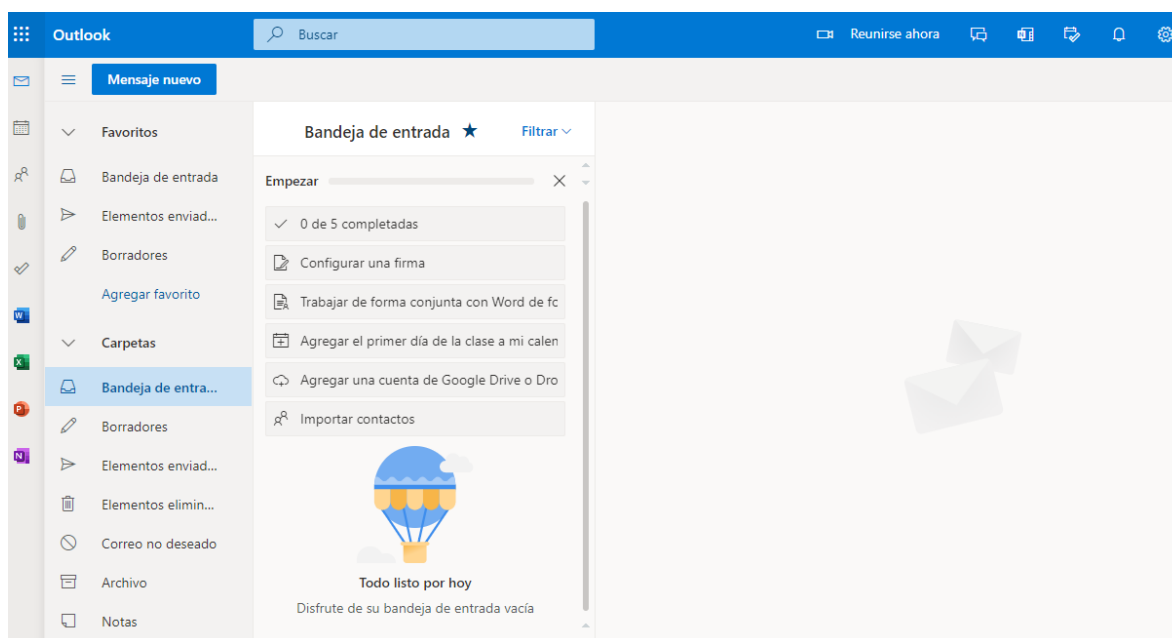 Outlook
Buscar
Reunirse ahora
Mensaje nuevo
Favoritos
Bandeja de entrada
Elementos enviad...
Borradores
Agregar favorito
Carpetas
Bandeja de entra...
Borradores
Elementos enviad...
Elementos elimin...
Correo no deseado
Archivo
Notas
Bandeja de entrada
Filtrar
Empezar
0 de 5 completadas
Configurar una firma
Trabajar de forma conjunta con Word de fc
Agregar el primer día de la clase a mi calen
Agregar una cuenta de Google Drive o Dro
Importar contactos
Todo listo por hoy
Disfrute de su bandeja de entrada vacía